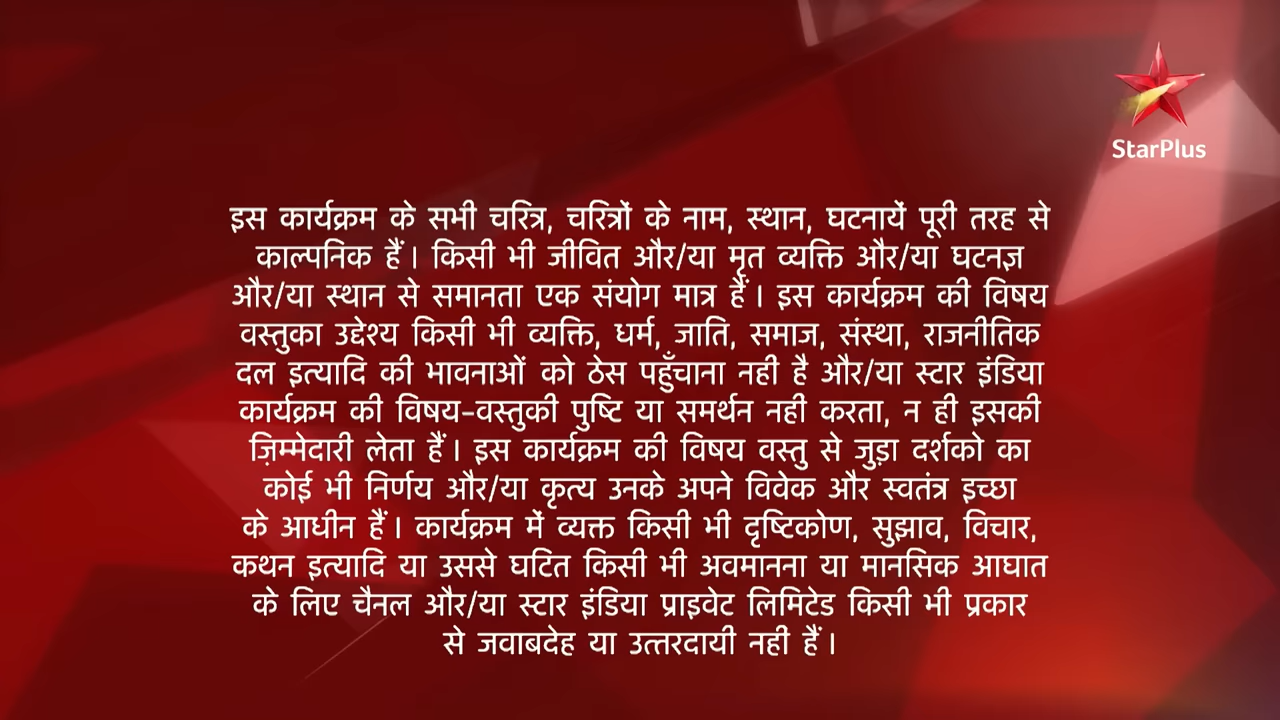 StarPlus
इस कार्यक्रम के सभी चरित्र, चरित्रों के नाम, स्थान, घटनायें पूरी तरह से
काल्पनिक हैं। किसी भी जीवित और/या मृत व्यक्ति और/या घटनज्ञ
और/या स्थान से समानता एक संयोग मात्र हैं। इस कार्यक्रम की विषय
वस्तुका उद्देश्य किसी भी व्यक्ति, धर्म, जाति, समाज, संस्था, राजनीतिक
दल इत्यादि की भावनाओं को ठेस पहुँचाना नही है और/या स्टार इंडिया
कार्यक्रम की विषय-वस्तुकी पुष्टि या समर्थन नही करता, न ही इसकी
ज़िम्मेदारी लेता हैं। इस कार्यक्रम की विषय वस्तु से जुड़ा दर्शको का
कोई भी निर्णय और/या कृत्य उनके अपने विवेक और स्वतंत्र इच्छा
के आधीन हैं। कार्यक्रम में व्यक्त किसी भी दृष्टिकोण, सुझाव, विचार,
कथन इत्यादि या उससे घटित किसी भी अवमानना या मानसिक आघात
के लिए चैनल और/या स्टार इंडिया प्राइवेट लिमिटेड किसी भी प्रकार
से जवाबदेह या उत्तरदायी नही हैं।